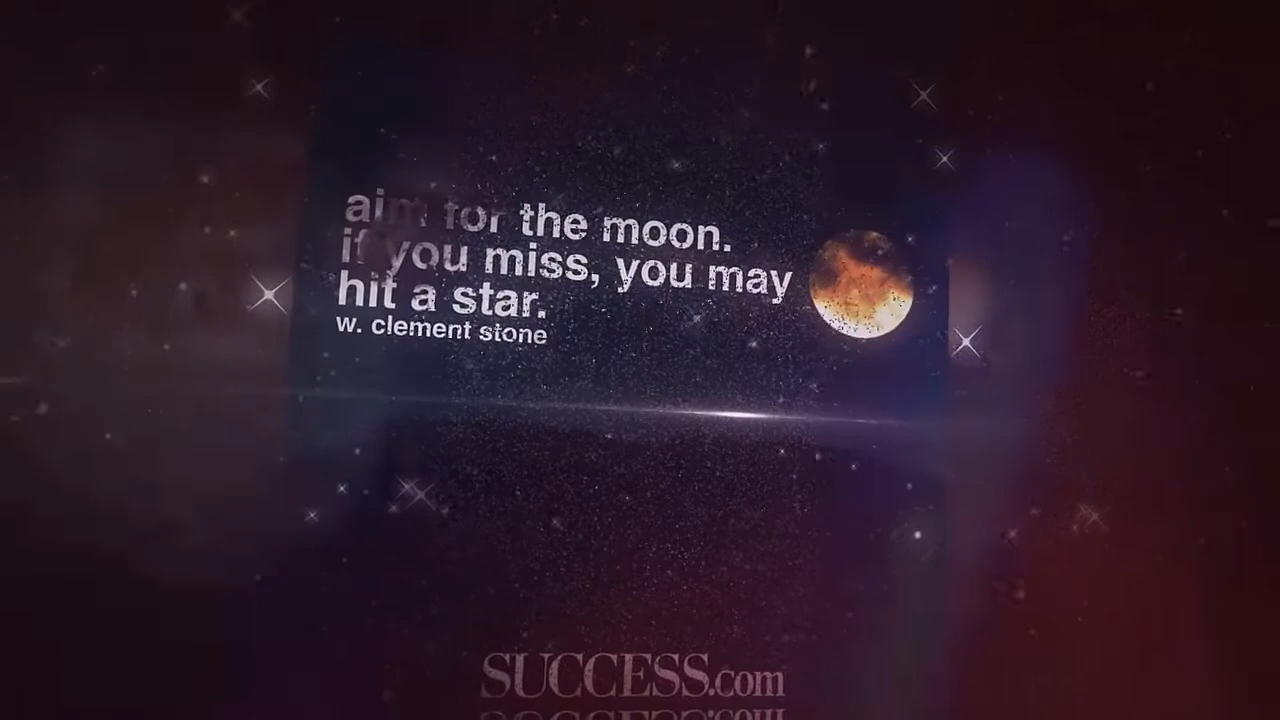 aim for the moon.
if you miss, you may
hit a star.
w. clement stone
SUCCESS.com